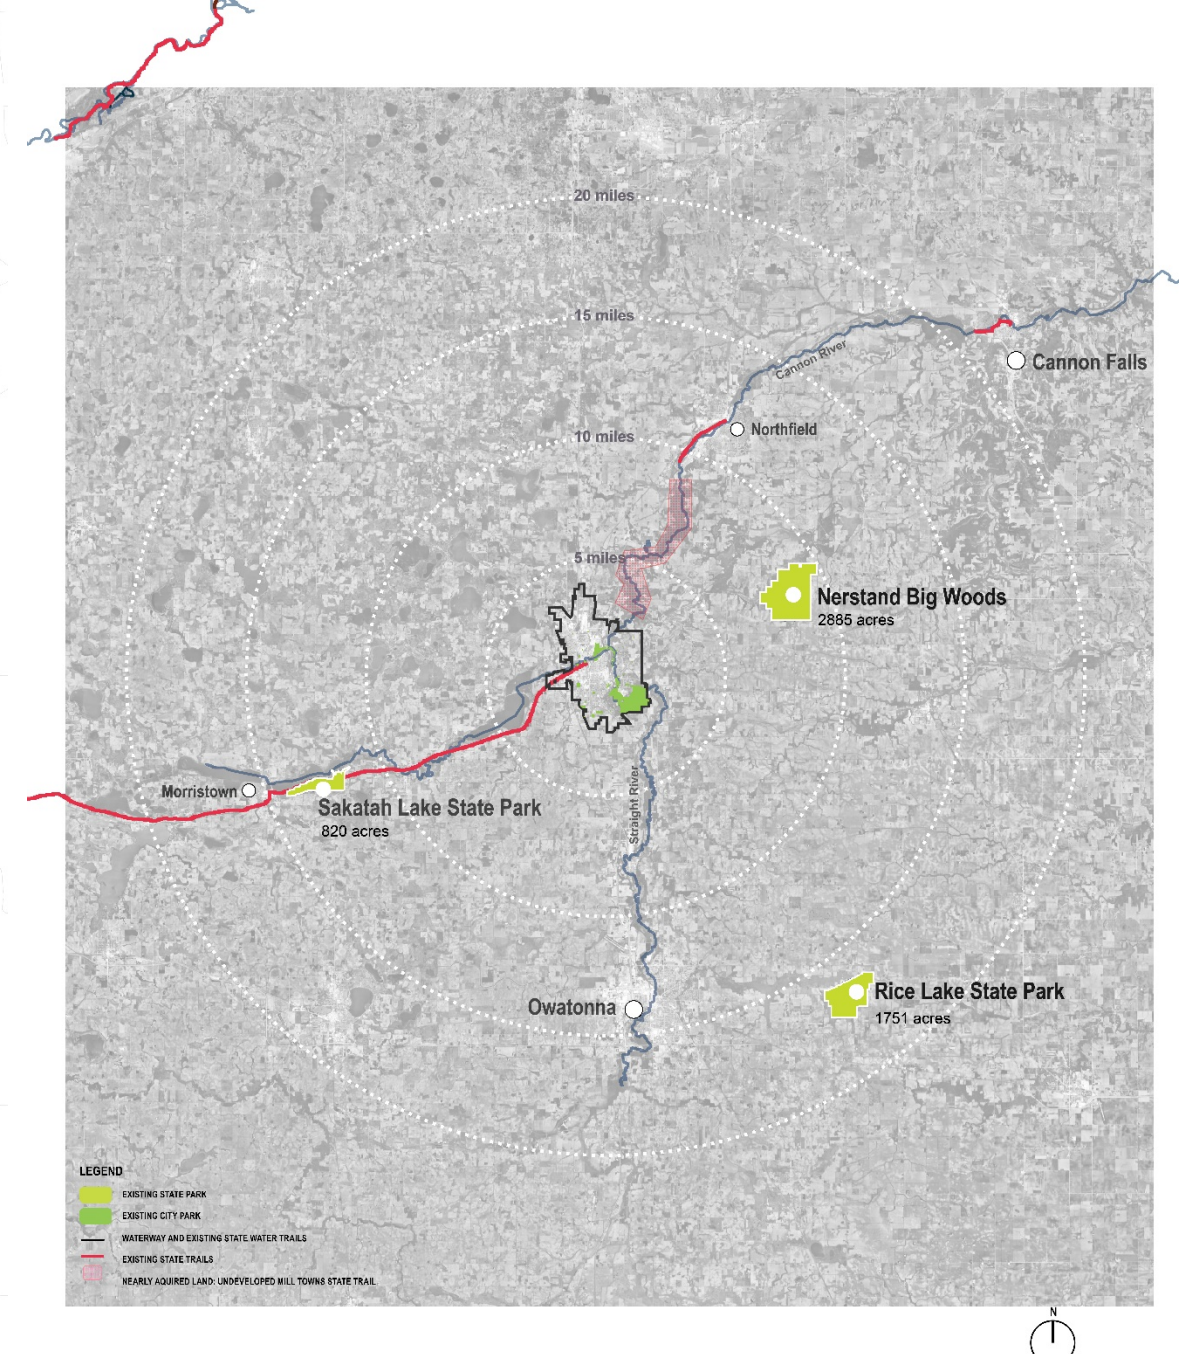 20 miles
15 miles
Cannon River
Cannon Falls
10 miles
Northfield
5 miles
Nerstand Big Woods
2885 acres
Morristown
Sakatah Lake State Park
820 acres
Straight River
Owatonna
Rice Lake State Park
1751 acres
LEGEND
EXISTING STATE PARK
EXISTING CITY PARK
WATERWAY AND EXISTING STATE WATER TRAILS
EXISTING STATE TRAILS
NEARLY AQUIRED LAND: UNDEVELOPED MILL TOWNS STATE TRAIL
N